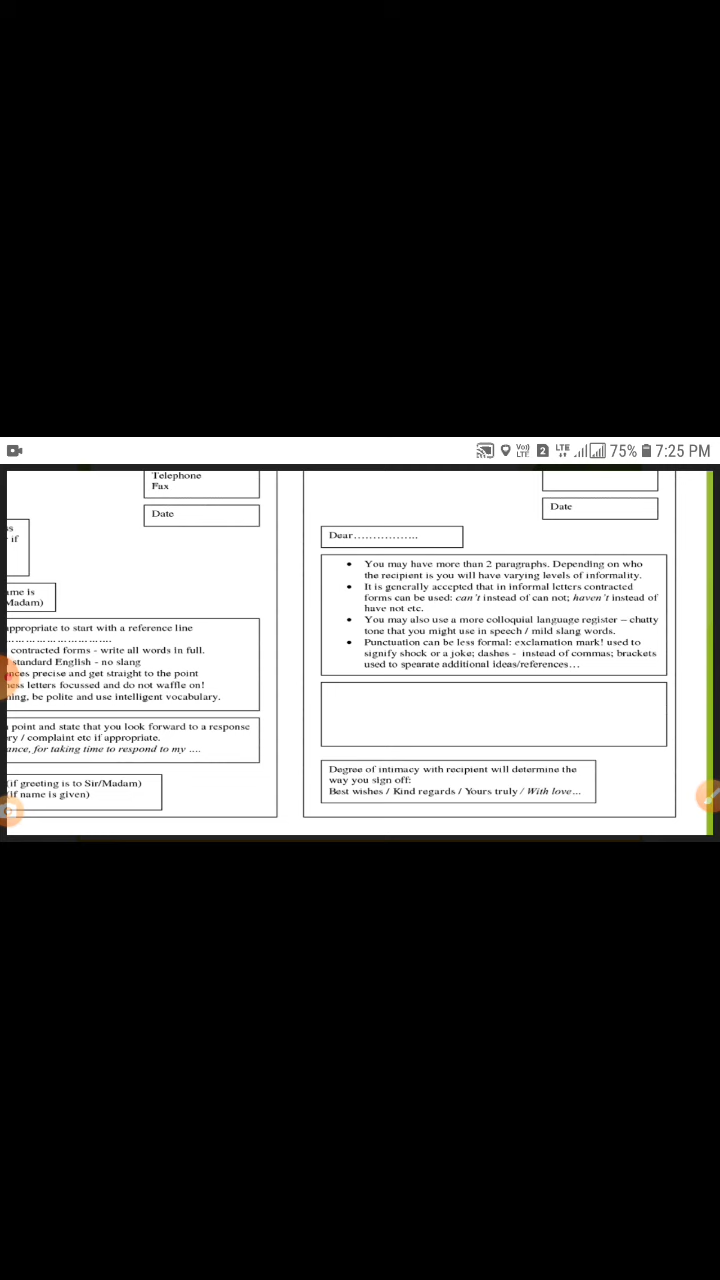 75% 7:25 PM
Telephone
Fax
Date
if
ame is
Madam)
appropriate to start with a reference line
contracted forms - write all words in full.
standard English - no slang
nces precise and get straight to the point
ness letters focussed and do not waffle on!
ning, be polite and use intelligent vocabulary.
point and state that you look forward to a response
ry / complaint etc if appropriate.
ance, for taking time to respond to my ....
(if greeting is to Sir/Madam)
(if name is given)
Date
Dear.................
• You may have more than 2 paragraphs. Depending on who
the recipient is you will have varying levels of informality.
• It is generally accepted that in informal letters contracted
forms can be used: can't instead of can not; haven't instead of
have not etc.
• You may also use a more colloquial language register – chatty
tone that you might use in speech / mild slang words.
• Punctuation can be less formal: exclamation mark! used to
signify shock or a joke; dashes - instead of commas; brackets
used to spearate additional ideas/references…
Degree of intimacy with recipient will determine the
way you sign off:
Best wishes / Kind regards / Yours truly / With love…